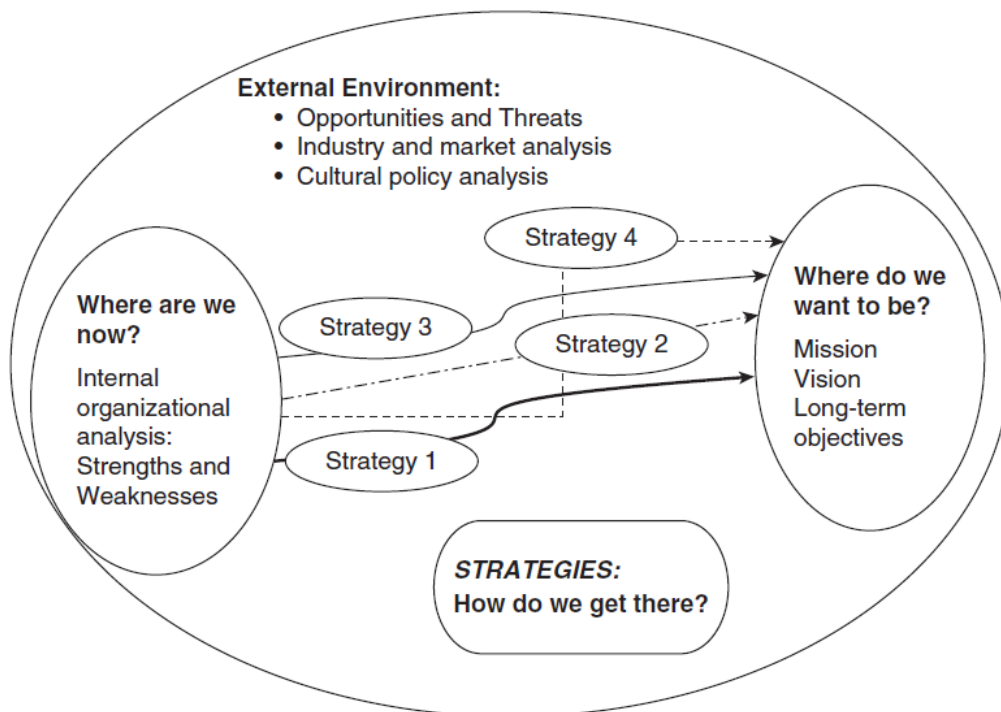 External Environment:
• Opportunities and Threats
• Industry and market analysis
• Cultural policy analysis
Strategy 4
Where are we
now?
Internal
organizational
analysis:
Strengths and
Weaknesses
Strategy 3
Strategy 2
Strategy 1
Where do we
want to be?
Mission
Vision
Long-term
objectives
STRATEGIES:
How do we get there?